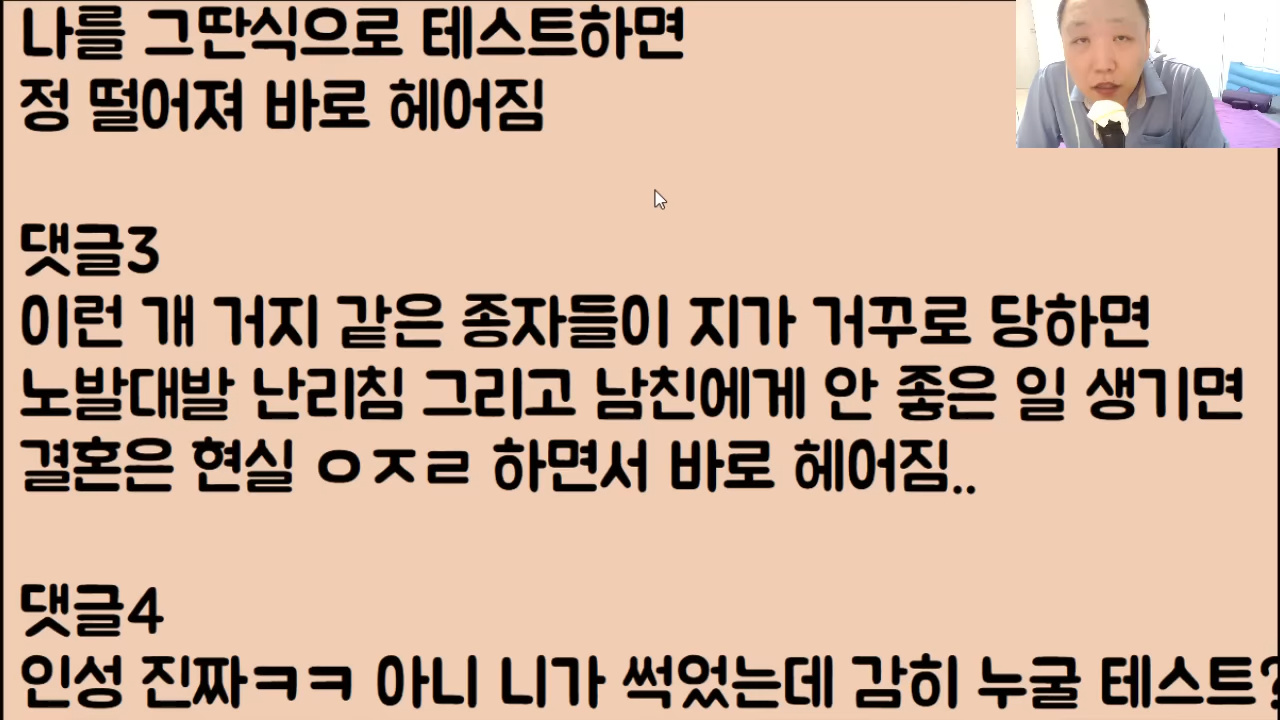 나를 그딴식으로 테스트하면
정 떨어져 바로 헤어짐
댓글3
이런 개 거지 같은 종자들이 지가 거꾸로 당하면
노발대발 난리침 그리고 남친에게 안 좋은 일 생기면
결혼은 현실 ㅇㅈㄹ 하면서 바로 헤어짐..
댓글4
인성 진짜ㅋㅋ 아니 니가 썩었는데 감히 누굴 테스트?